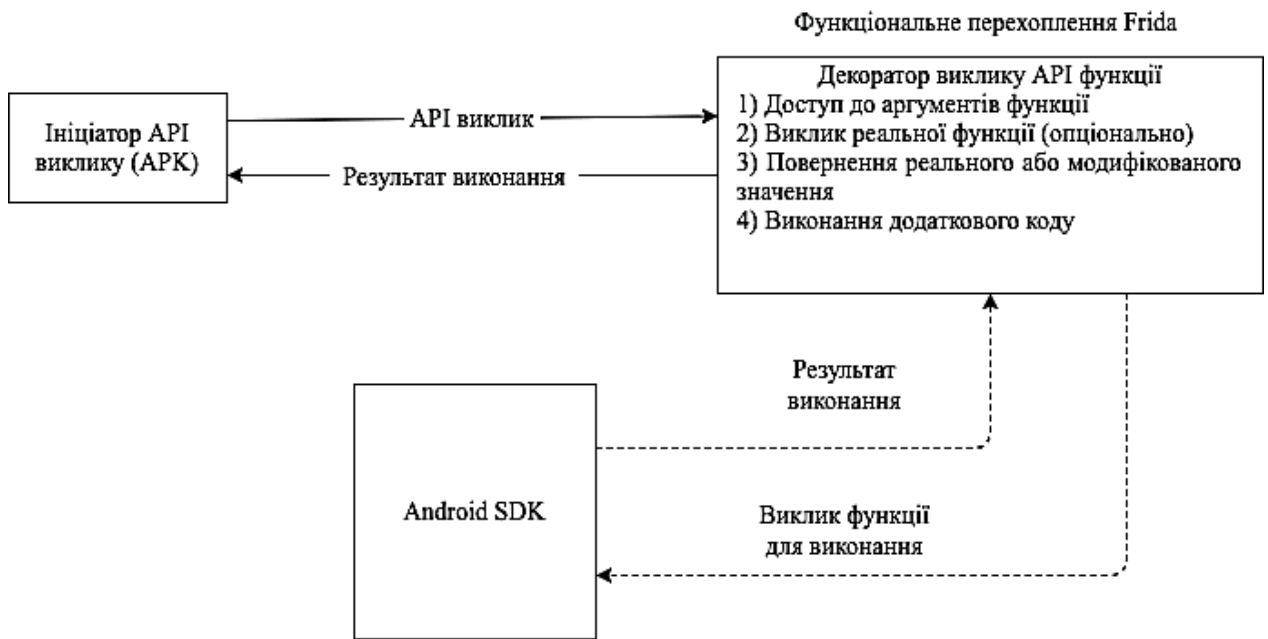 Функціональне перехоплення Frida
Декоратор виклику API функції
1) Доступ до аргументів функції
2) Виклик реальної функції (опціонально)
3) Повернення реального або модифікованого
значення
4) Виконання додаткового коду
Ініціатор API
виклику (APK)
API виклик
Результат виконання
Результат
виконання
Android SDK
Виклик функції
для виконання